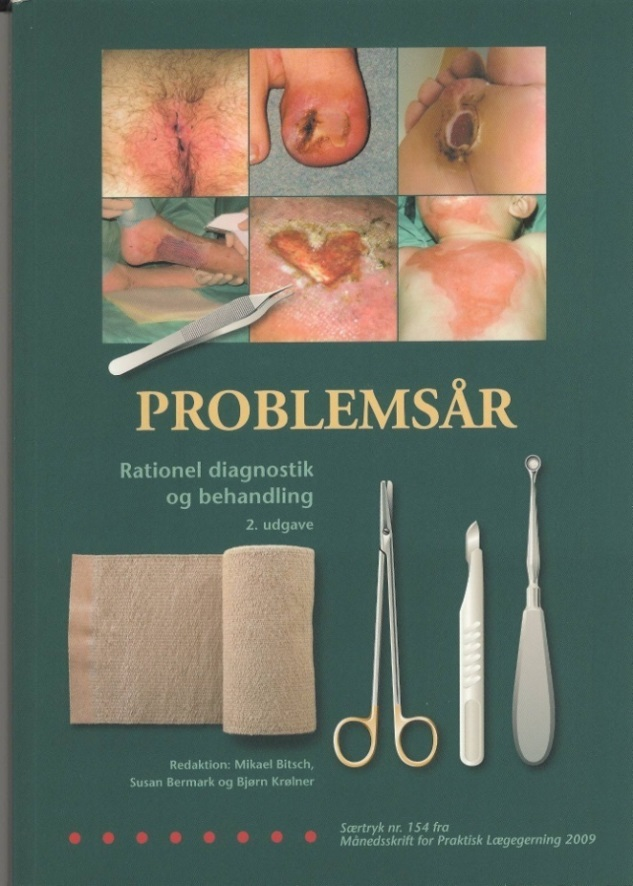 PROBLEMSÅR
Rationel diagnostik
og behandling
2. udgave
Redaktion: Mikael Bitsch,
Susan Bermark og Bjørn Krølner
Særtryk nr. 154 fra
Månedsskrift for Praktisk Lægegerning 2009